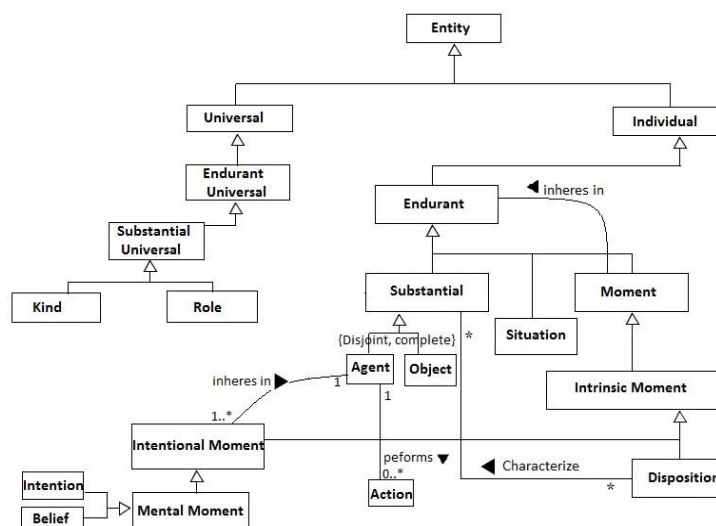 Entity
Universal
Individual
Endurant
Universal
inheres in
Endurant
Substantial
Universal
Kind
Role
Substantial
Moment
Situation
{Disjoint, complete}
*
Agent
Object
inheres in
1
1
Intrinsic Moment
1..*
Intentional Moment
peforms
Characterize
0..*
*
Disposition
Intention
Action
Mental Moment
Belief